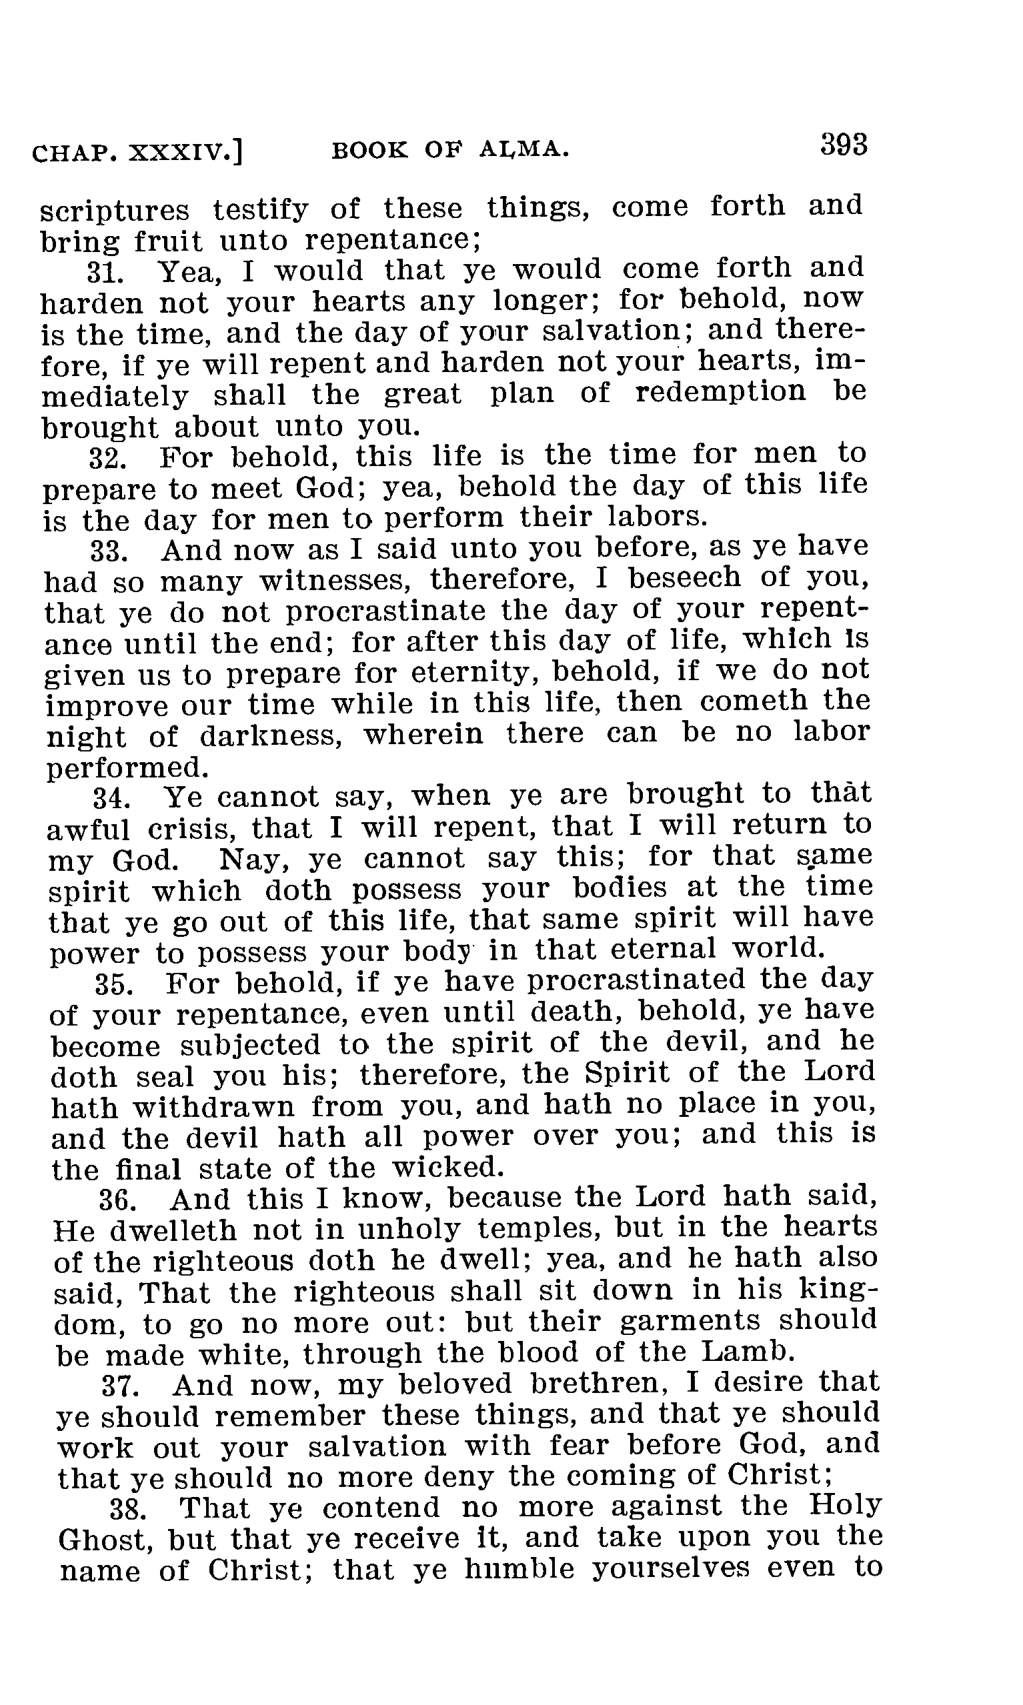 CHAP. XXXIV.] BOOK OF ALMA. 393
scriptures testify of these things, come forth and
bring fruit unto repentance;
31. Yea, I would that ye would come forth and
harden not your hearts any longer; for behold, now
is the time, and the day of your salvation; and there-
fore, if ye will repent and harden not your hearts, im-
mediately shall the great plan of redemption be
brought about unto you.
32. For behold, this life is the time for men to
prepare to meet God; yea, behold the day of this life
is the day for men to perform their labors.
33. And now as I said unto you before, as ye have
had so many witnesses, therefore, I beseech of you,
that ye do not procrastinate the day of your repent-
ance until the end; for after this day of life, which is
given us to prepare for eternity, behold, if we do not
improve our time while in this life, then cometh the
night of darkness, wherein there can be no labor
performed.
34. Ye cannot say, when ye are brought to that
awful crisis, that I will repent, that I will return to
my God. Nay, ye cannot say this; for that same
spirit which doth possess your bodies at the time
that ye go out of this life, that same spirit will have
power to possess your body in that eternal world.
35. For behold, if ye have procrastinated the day
of your repentance, even until death, behold, ye have
become subjected to the spirit of the devil, and he
doth seal you his; therefore, the Spirit of the Lord
hath withdrawn from you, and hath no place in you,
and the devil hath all power over you; and this is
the final state of the wicked.
36. And this I know, because the Lord hath said,
He dwelleth not in unholy temples, but in the hearts
of the righteous doth he dwell; yea, and he hath also
said, That the righteous shall sit down in his king-
dom, to go no more out: but their garments should
be made white, through the blood of the Lamb.
37. And now, my beloved brethren, I desire that
ye should remember these things, and that ye should
work out your salvation with fear before God, and
that ye should no more deny the coming of Christ;
38. That ye contend no more against the Holy
Ghost, but that ye receive it, and take upon you the
name of Christ; that ye humble yourselves even to